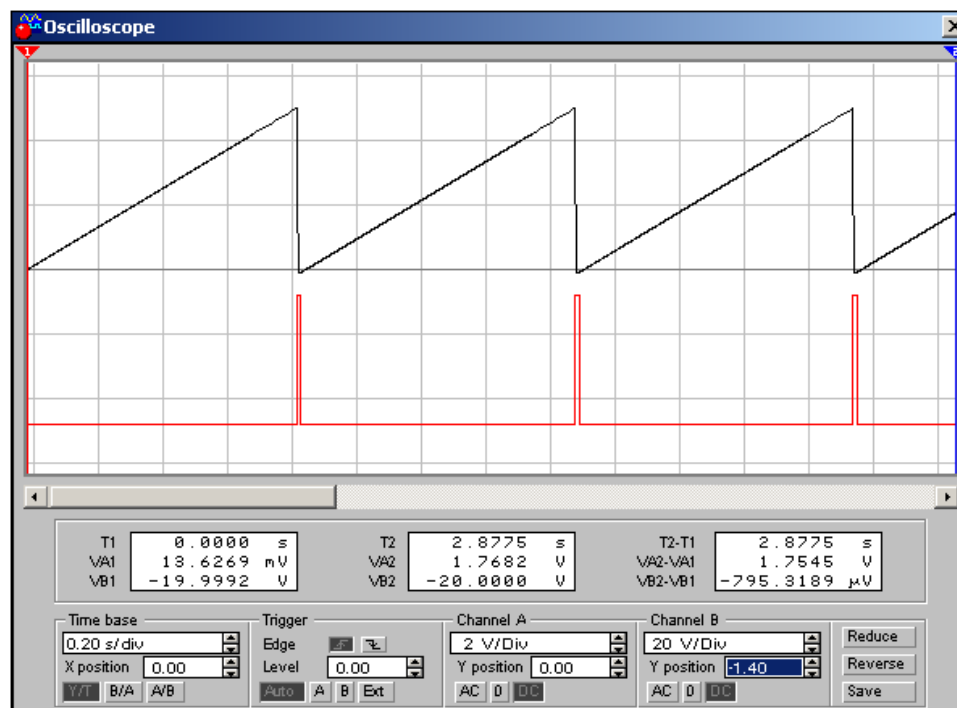 Oscilloscope
1
T1 0.0000 s T2 2.8775 s T2-T1 2.8775 s
VA1 13.6269 mV VA2 1.7682 V VA2-VA1 1.7545 V
VB1 -19.9992 V VB2 -20.0000 V VB2-VB1 -795.3189 µV
Time base Trigger Channel A Channel B
0.20 s/div Edge 2 V/Div 20 V/Div Reduce
X position 0.00 Level 0.00 Y position 0.00 Y position -1.40 Reverse
Y/T B/A A/B Auto A B Ext AC 0 DC AC 0 DC Save